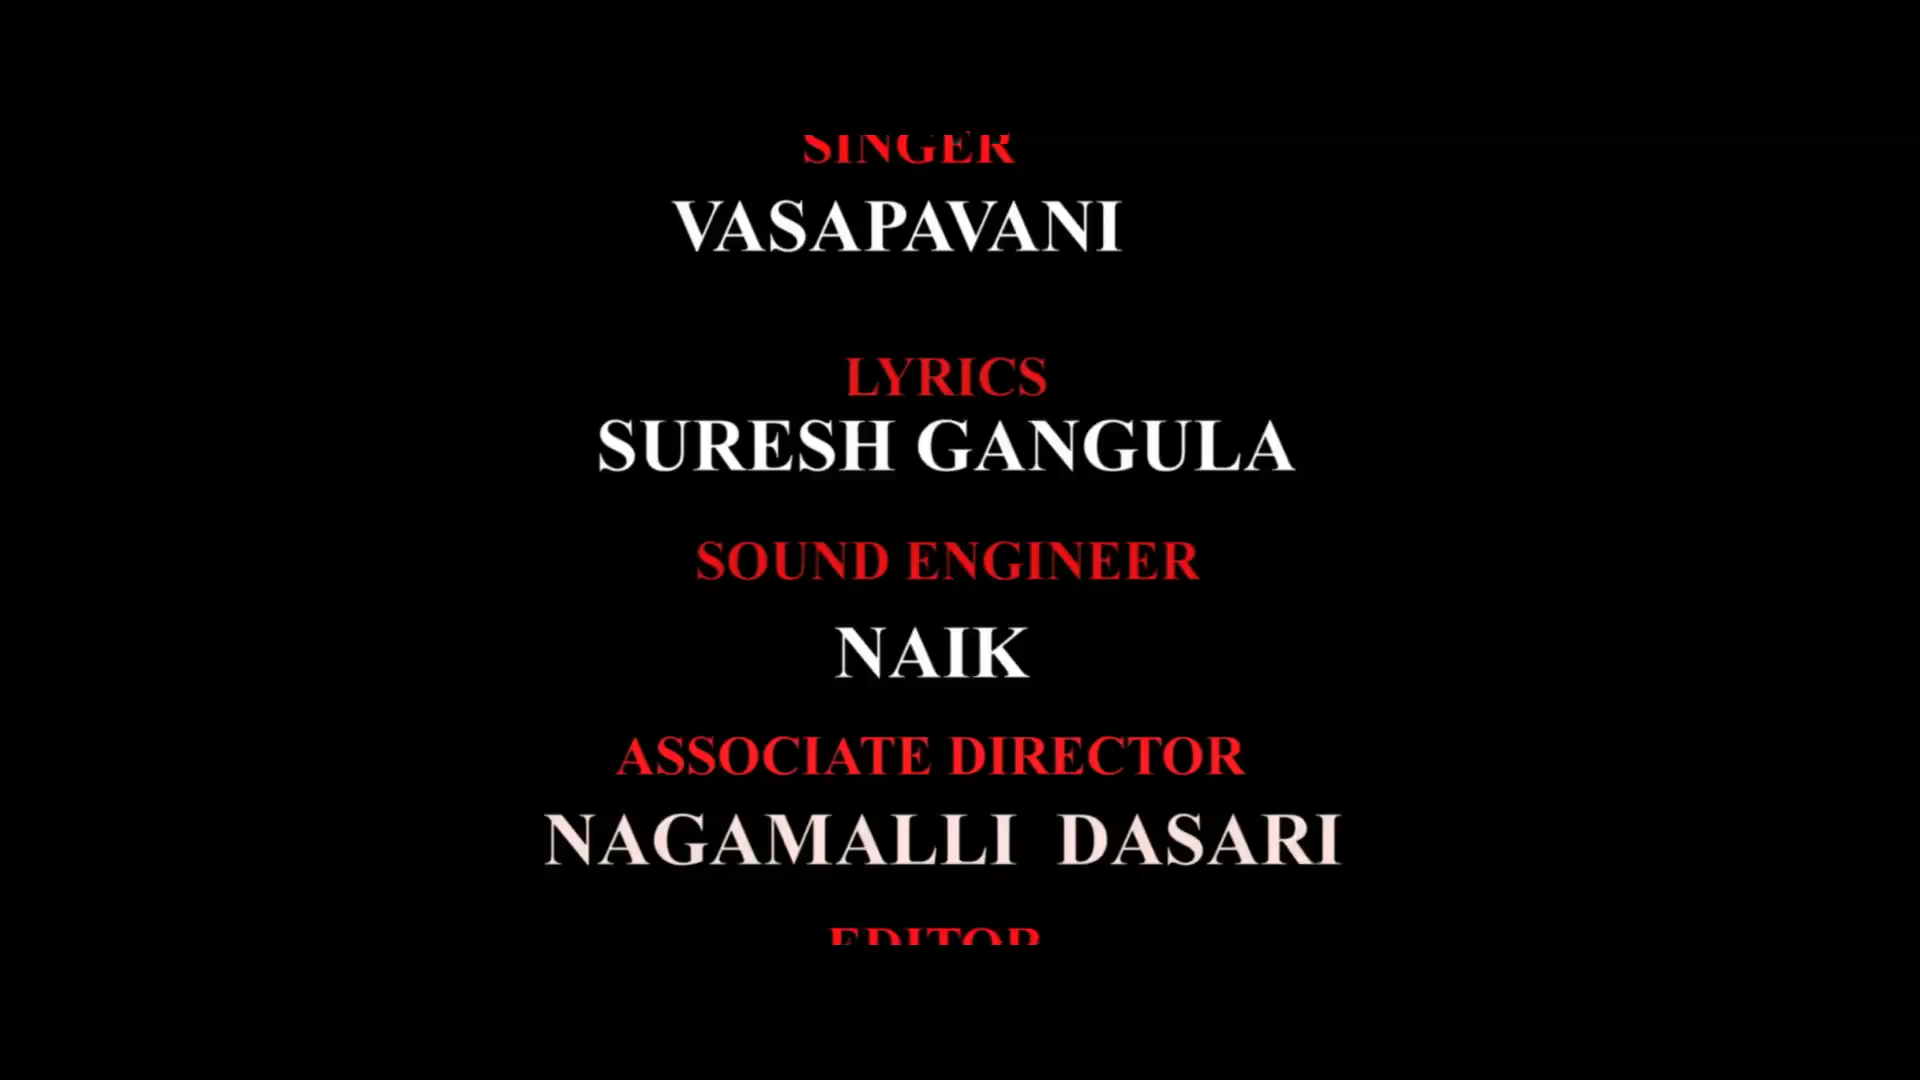 SINGER
VASAPAVANI
LYRICS
SURESH GANGULA
SOUND ENGINEER
NAIK
ASSOCIATE DIRECTOR
NAGAMALLI DASARI
EDITOR